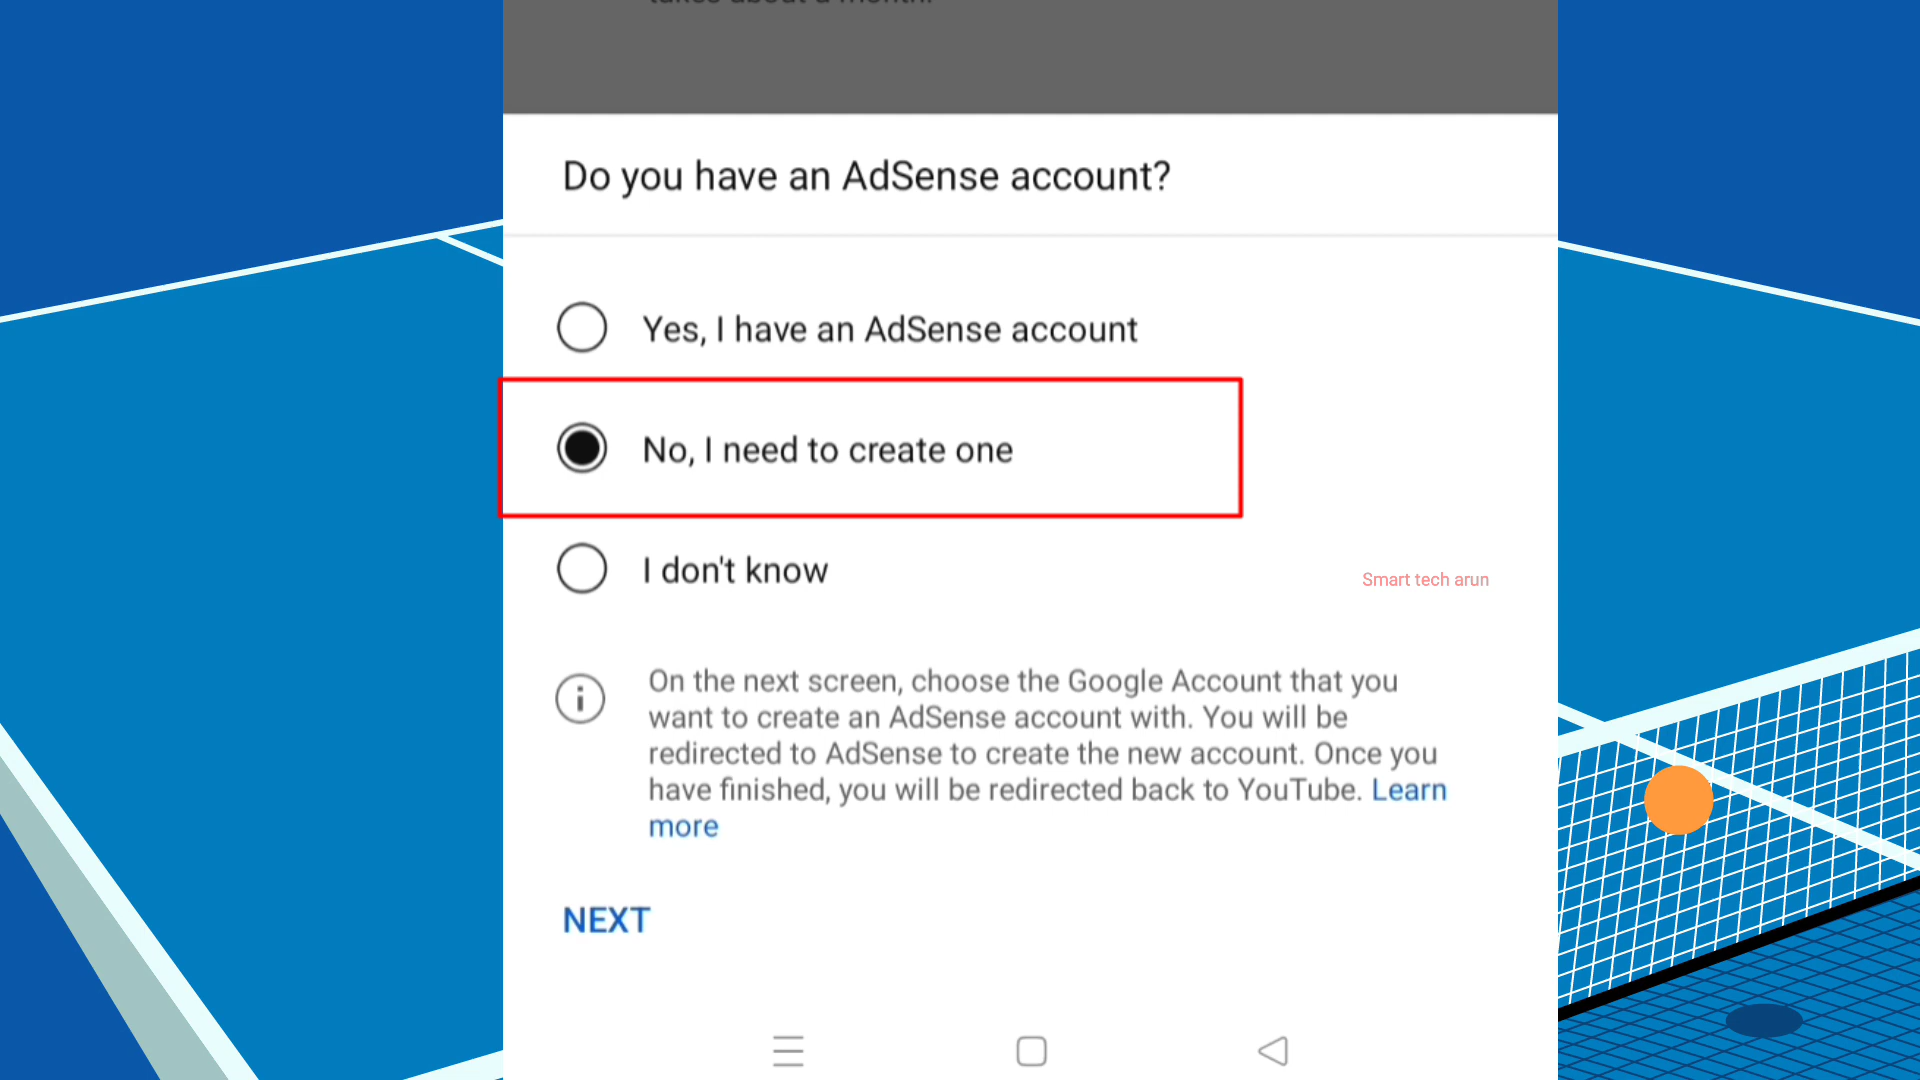 takes about a month.
Do you have an AdSense account?
Yes, I have an AdSense account
No, I need to create one
I don't know
Smart tech arun
On the next screen, choose the Google Account that you
want to create an AdSense account with. You will be
redirected to AdSense to create the new account. Once you
have finished, you will be redirected back to YouTube. Learn
more
NEXT